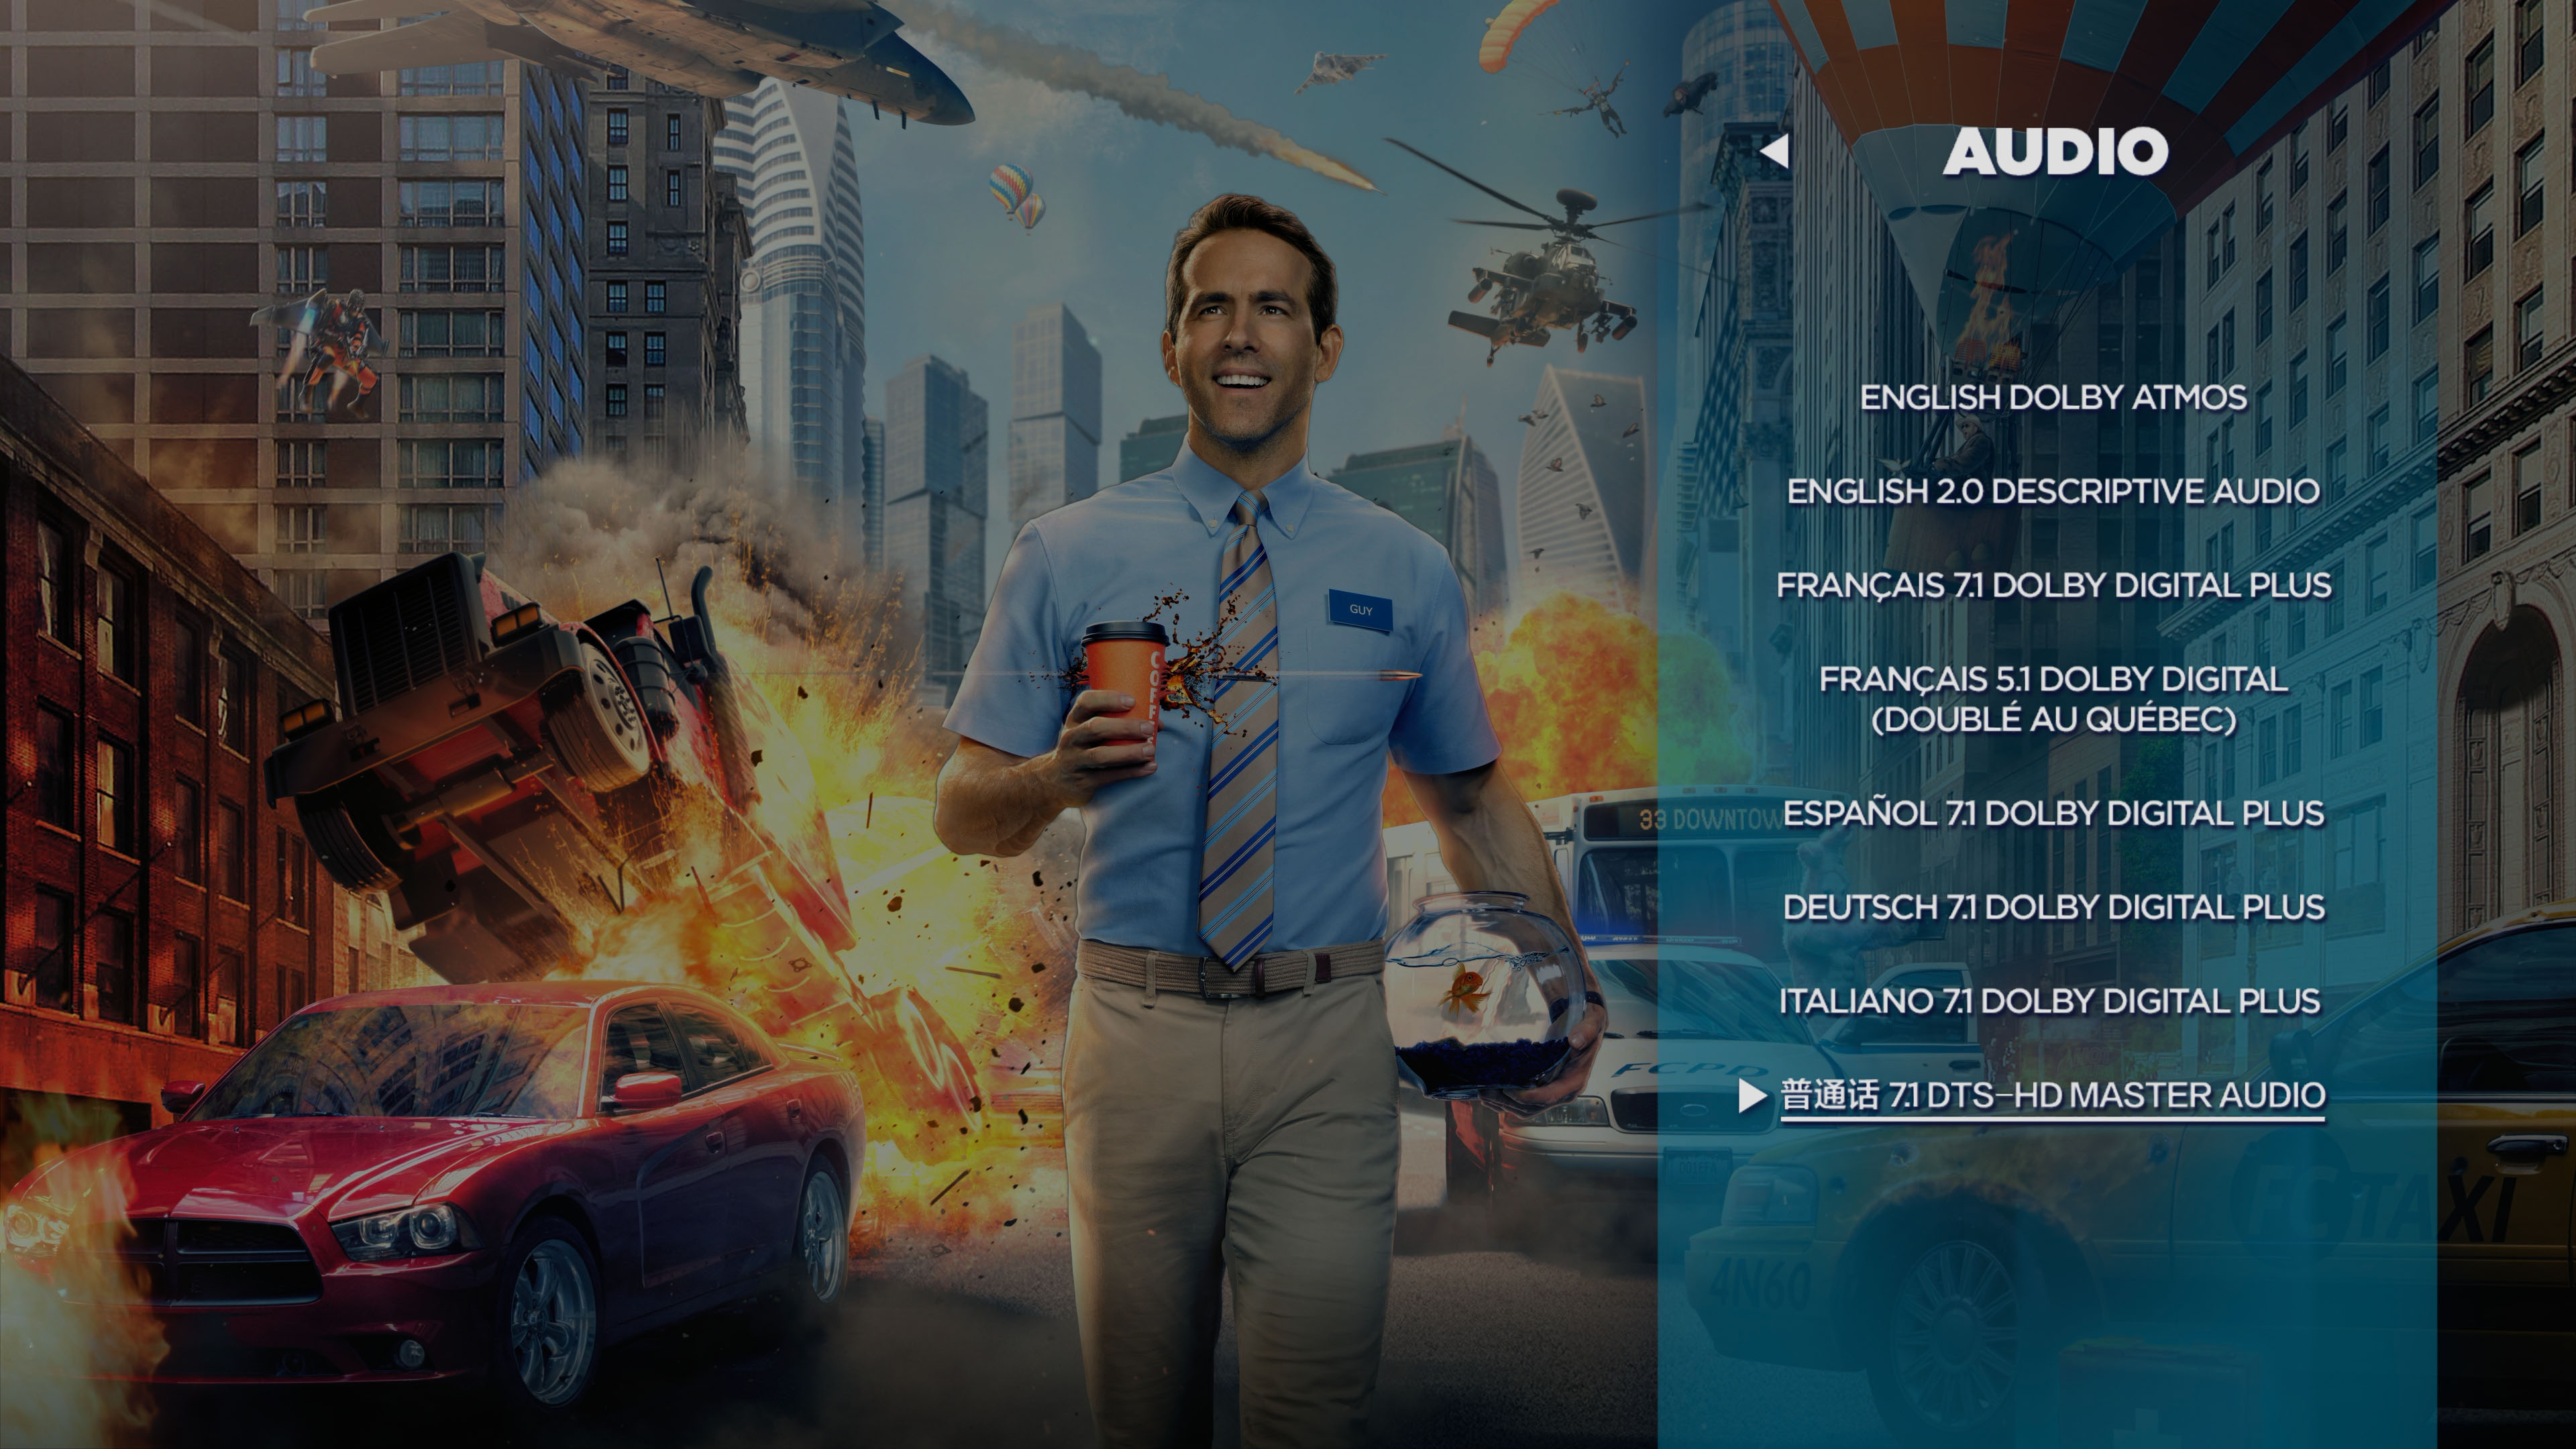 AUDIO
ENGLISH DOLBY ATMOS
ENGLISH 2.0 DESCRIPTIVE AUDIO
FRANÇAIS 7.1 DOLBY DIGITAL PLUS
FRANÇAIS 5.1 DOLBY DIGITAL
(DOUBLÉ AU QUÉBEC)
ESPAÑOL 7.1 DOLBY DIGITAL PLUS
DEUTSCH 7.1 DOLBY DIGITAL PLUS
ITALIANO 7.1 DOLBY DIGITAL PLUS
普通话 7.1 DTS-HD MASTER AUDIO
GUY
33 DOWNTOW
FCPD
4N60
TAXI